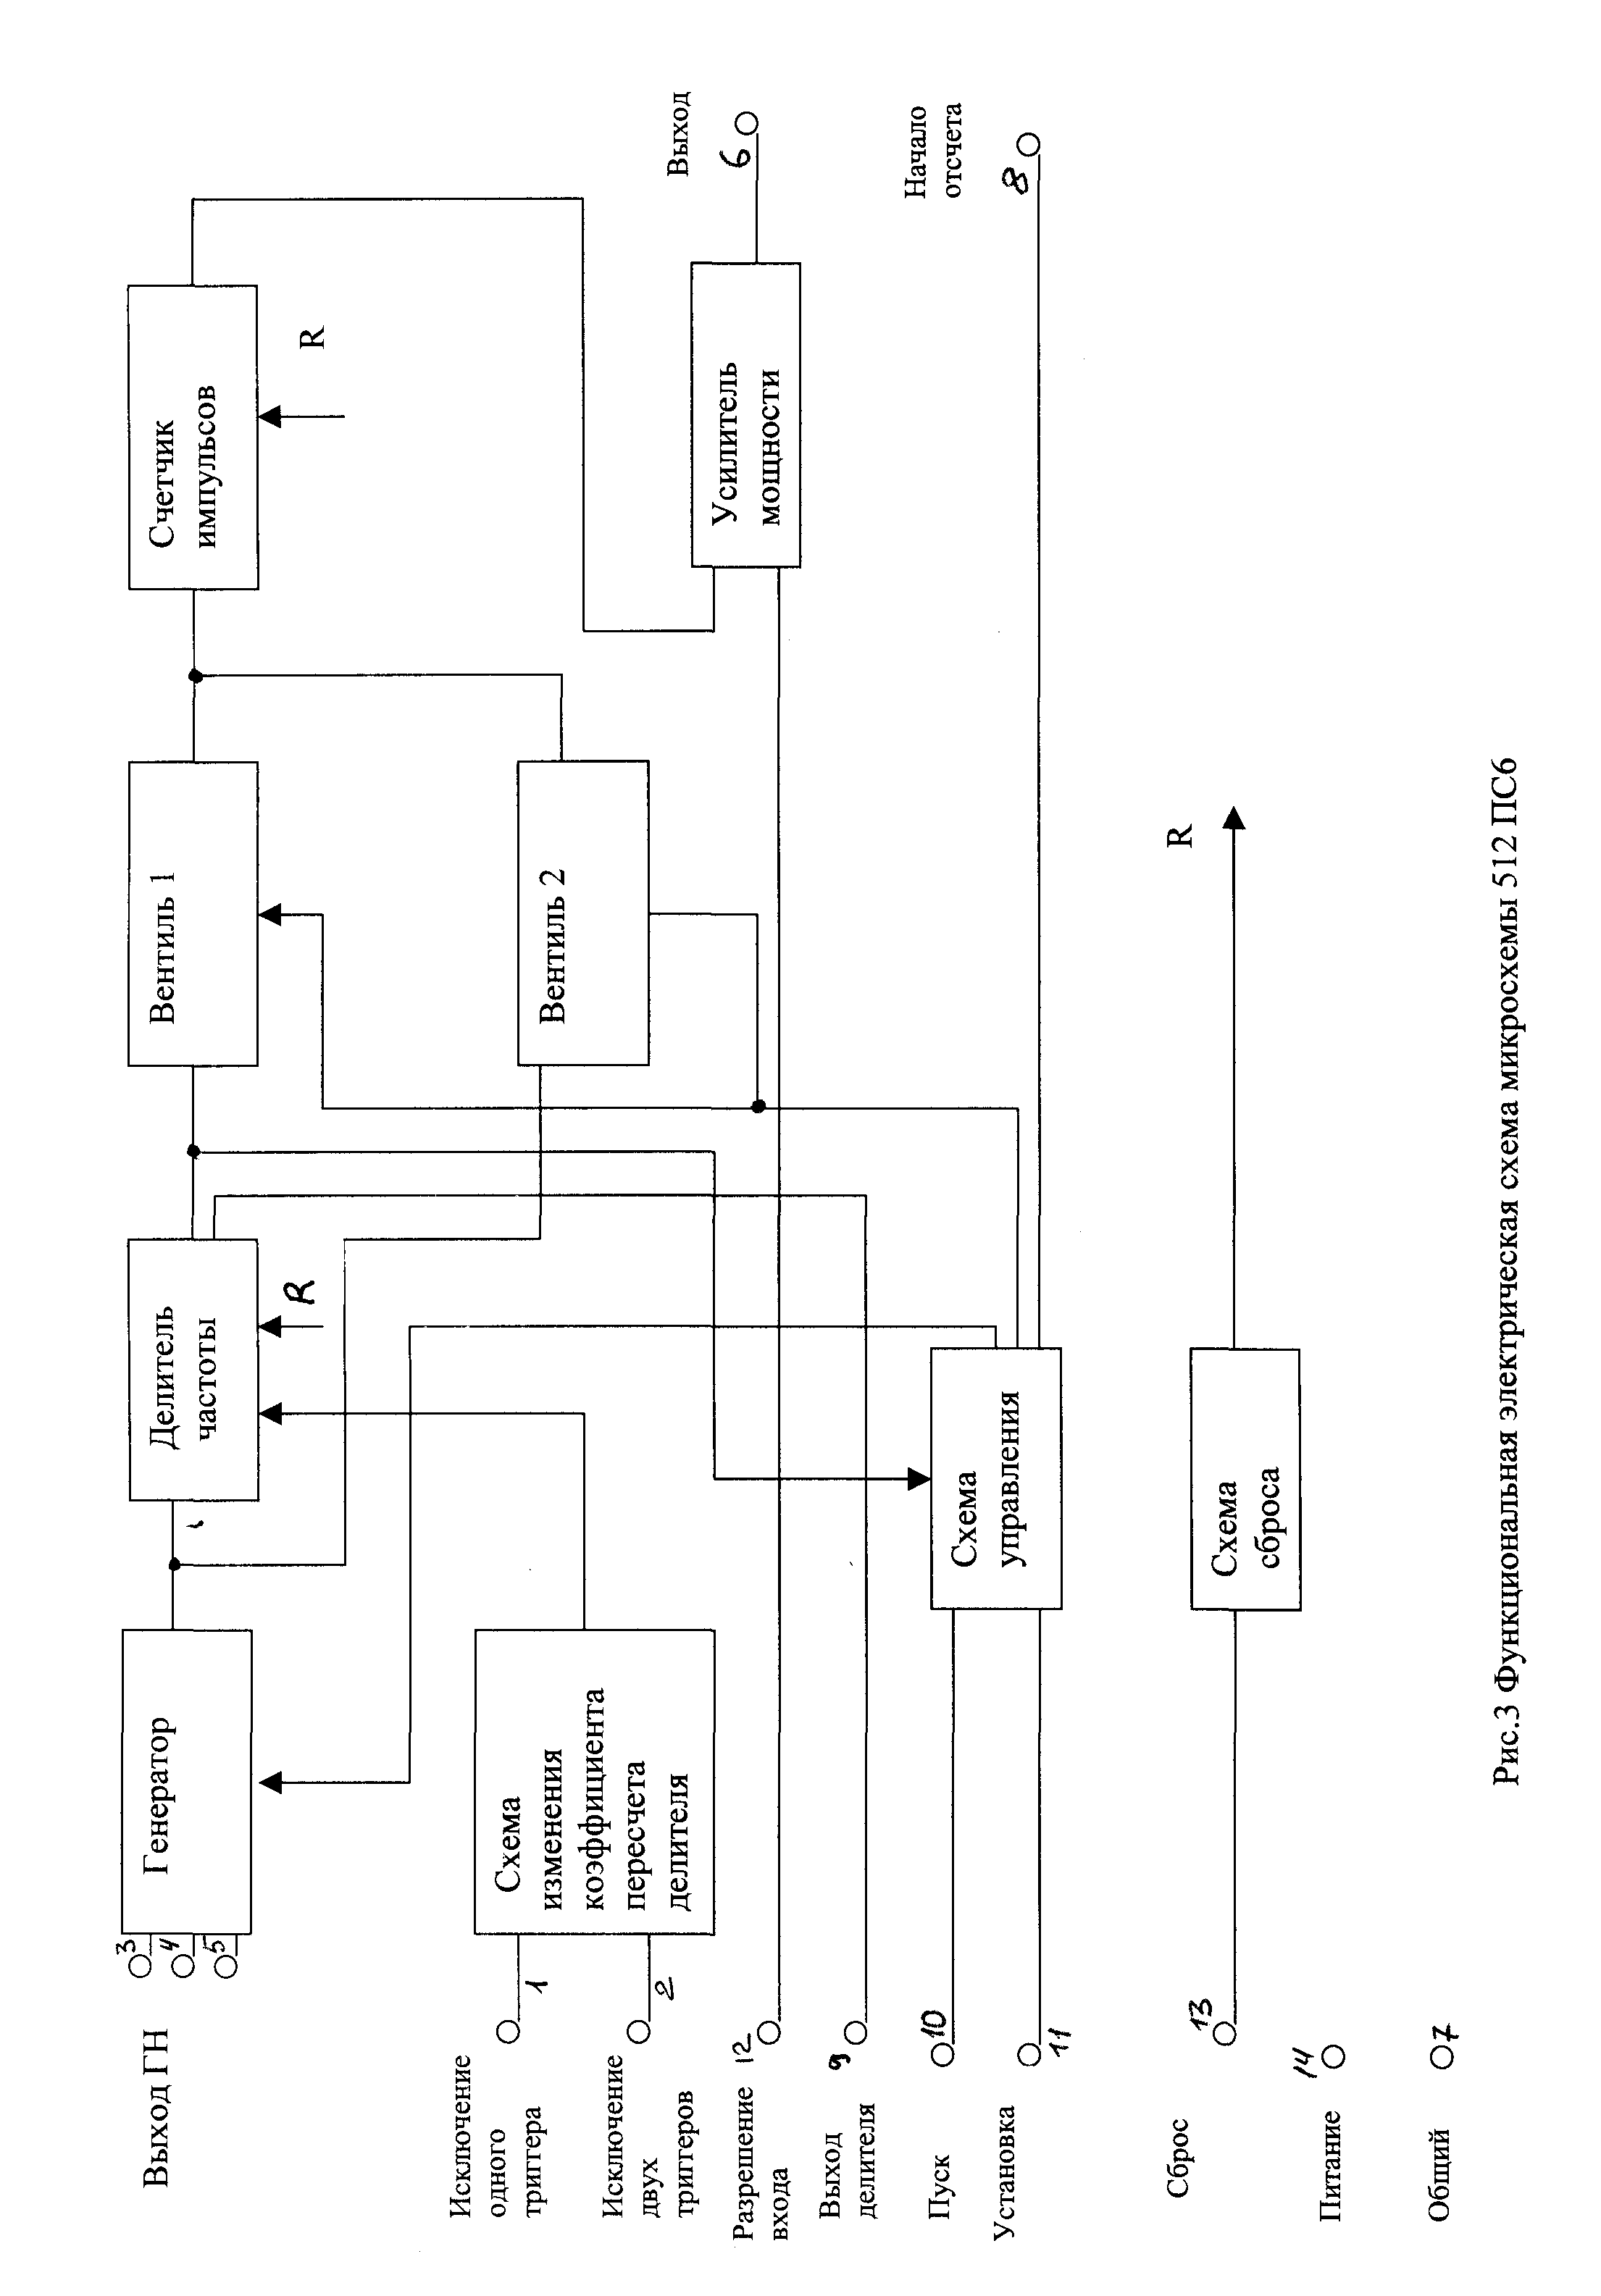 Выход ГН
3
4
5
Генератор
Делитель
частоты
R
Вентиль 1
Счетчик
импульсов
R
Исключение
одного
триггера
1
Исключение
двух
триггеров
2
Схема
изменения
коэффициента
пересчета
делителя
Вентиль 2
Разрешение
входа
12
Усилитель
мощности
Выход
6
Выход
делителя
9
Пуск
10
Установка
11
Схема
управления
Начало
отсчета
8
Сброс
13
Схема
сброса
R
Питание
14
Общий
7
Рис.3 Функциональная электрическая схема микросхемы 512 ПС6